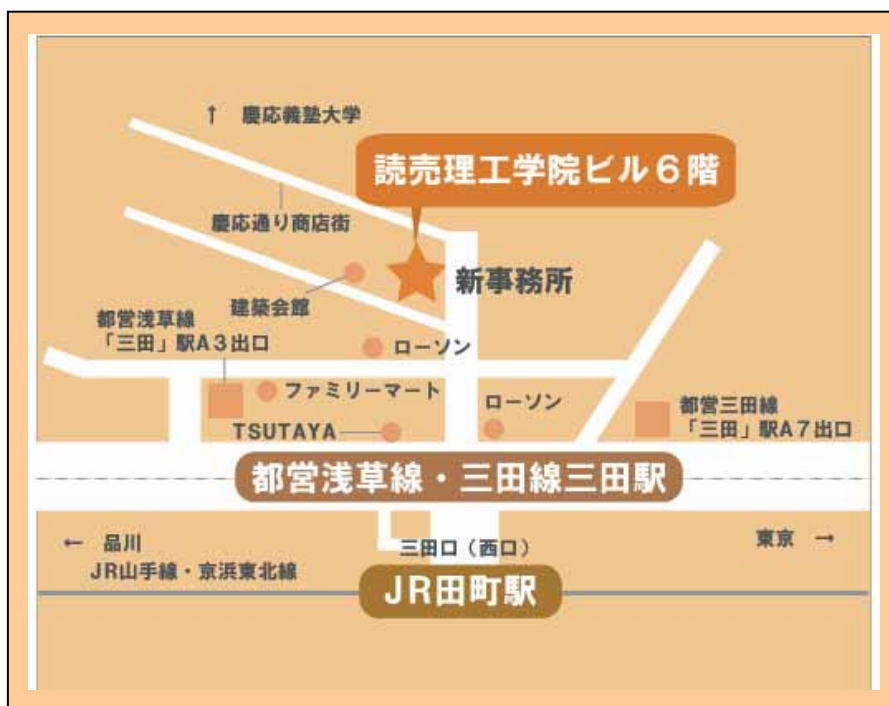 ↑ 慶応義塾大学
読売理工学院ビル６階
慶応通り商店街
新事務所
建築会館
都営浅草線
「三田」駅A３出口
ローソン
ファミリーマート
ローソン
都営三田線
「三田」駅A７出口
TSUTAYA
都営浅草線・三田線三田駅
← 品川
JR山手線・京浜東北線
三田口（西口）
東京 →
JR田町駅